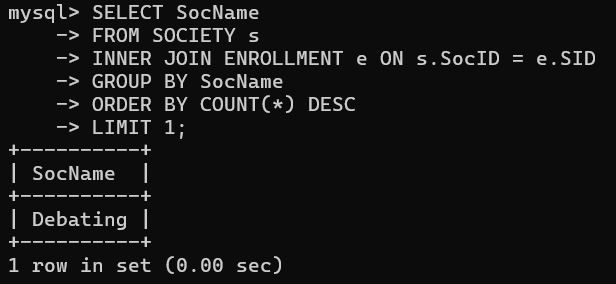 mysql> SELECT SocName
    -> FROM SOCIETY s
    -> INNER JOIN ENROLLMENT e ON s.SocID = e.SID
    -> GROUP BY SocName
    -> ORDER BY COUNT(*) DESC
    -> LIMIT 1;
+----------+
| SocName  |
+----------+
| Debating |
+----------+
1 row in set (0.00 sec)